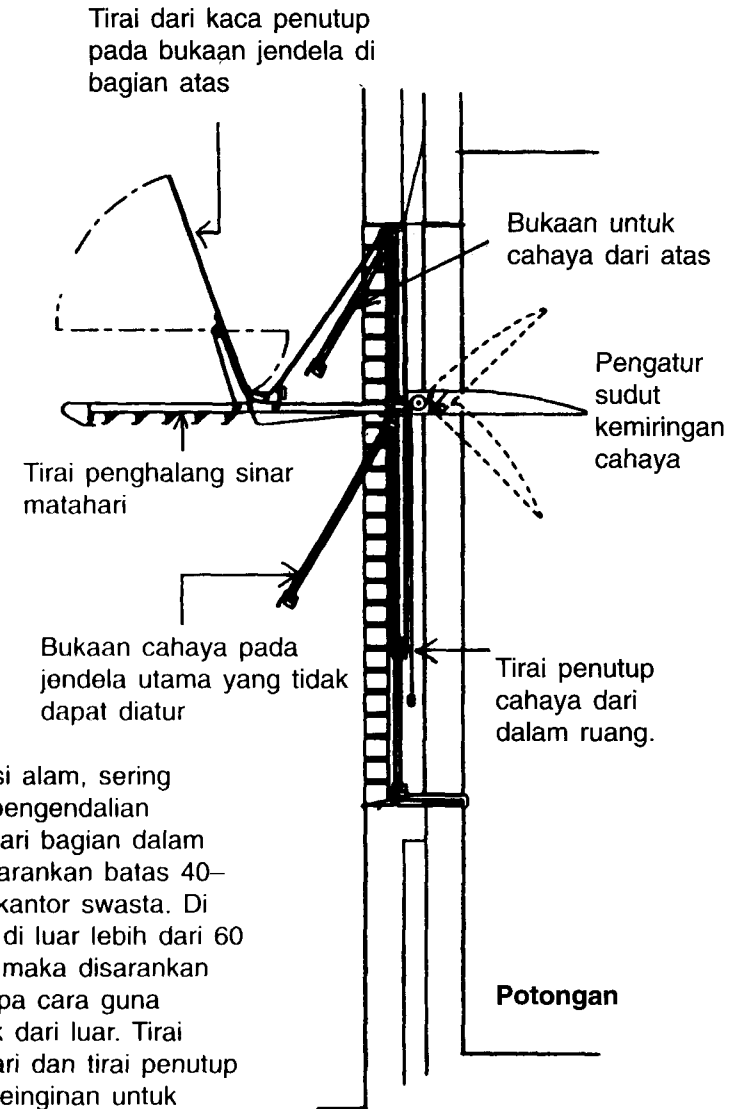 Tirai dari kaca penutup
pada bukaan jendela di
bagian atas
Bukaan untuk
cahaya dari atas
Pengatur
sudut
kemiringan
cahaya
Tirai penghalang sinar
matahari
Bukaan cahaya pada
jendela utama yang tidak
dapat diatur
Tirai penutup
cahaya dari
dalam ruang.
si alam, sering
pengendalian
ari bagian dalam
arankan batas 40–
kantor swasta. Di
di luar lebih dari 60
maka disarankan
pa cara guna
k dari luar. Tirai
ari dan tirai penutup
einginan untuk
Potongan